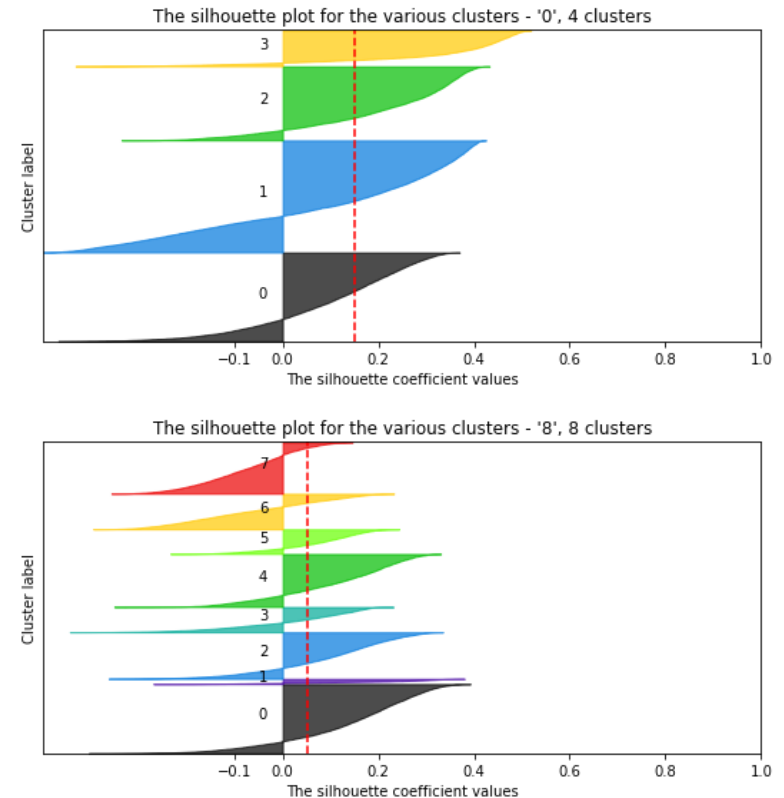 The silhouette plot for the various clusters - '0', 4 clusters
3
2
1
0
Cluster label
−0.1 0.0 0.2 0.4 0.6 0.8 1.0
The silhouette coefficient values
The silhouette plot for the various clusters - '8', 8 clusters
7
6
5
4
3
2
1
0
Cluster label
−0.1 0.0 0.2 0.4 0.6 0.8 1.0
The silhouette coefficient values